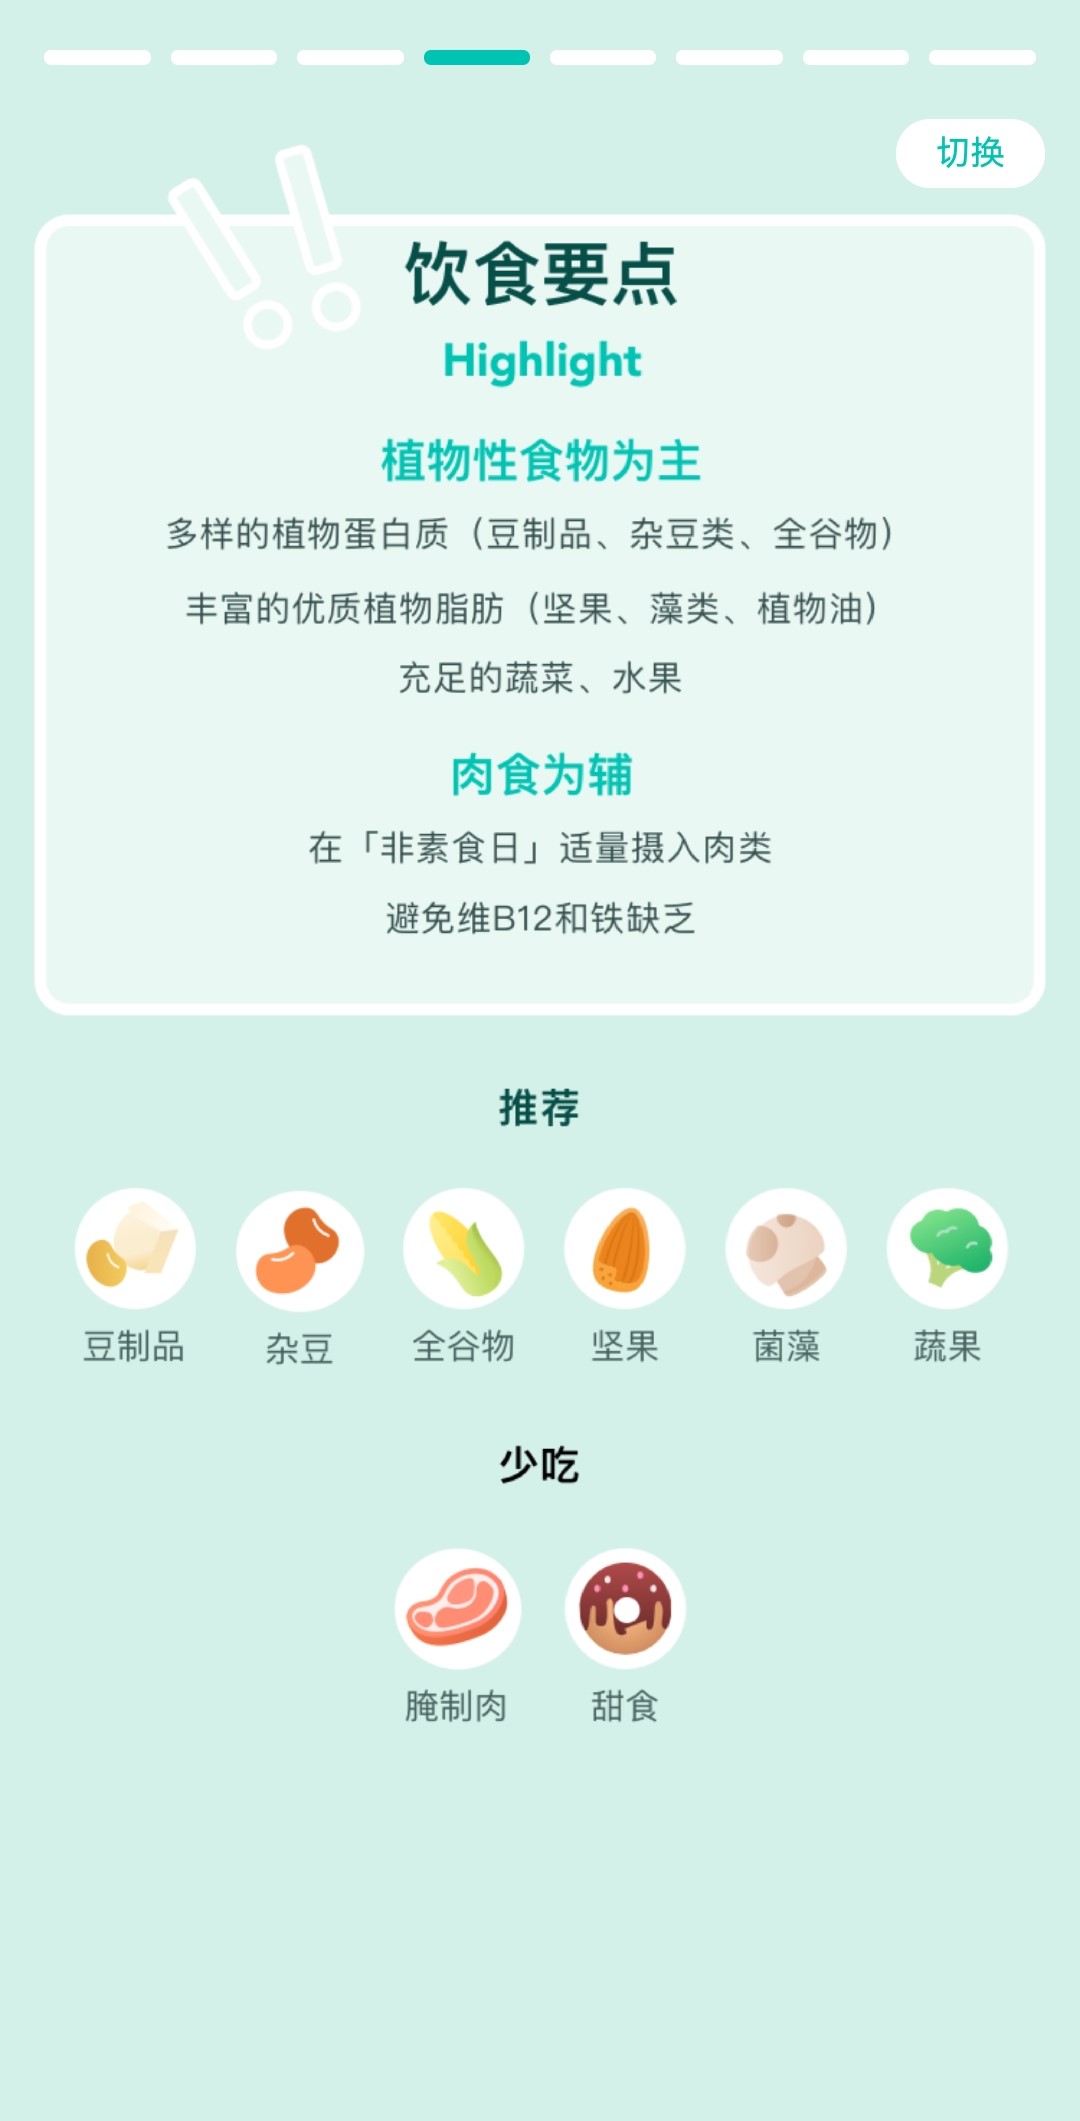 切换
饮食要点
Highlight
植物性食物为主
多样的植物蛋白质（豆制品、杂豆类、全谷物）
丰富的优质植物脂肪（坚果、藻类、植物油）
充足的蔬菜、水果
肉食为辅
在「非素食日」适量摄入肉类
避免维B12和铁缺乏
推荐
豆制品
杂豆
全谷物
坚果
菌藻
蔬果
少吃
腌制肉
甜食